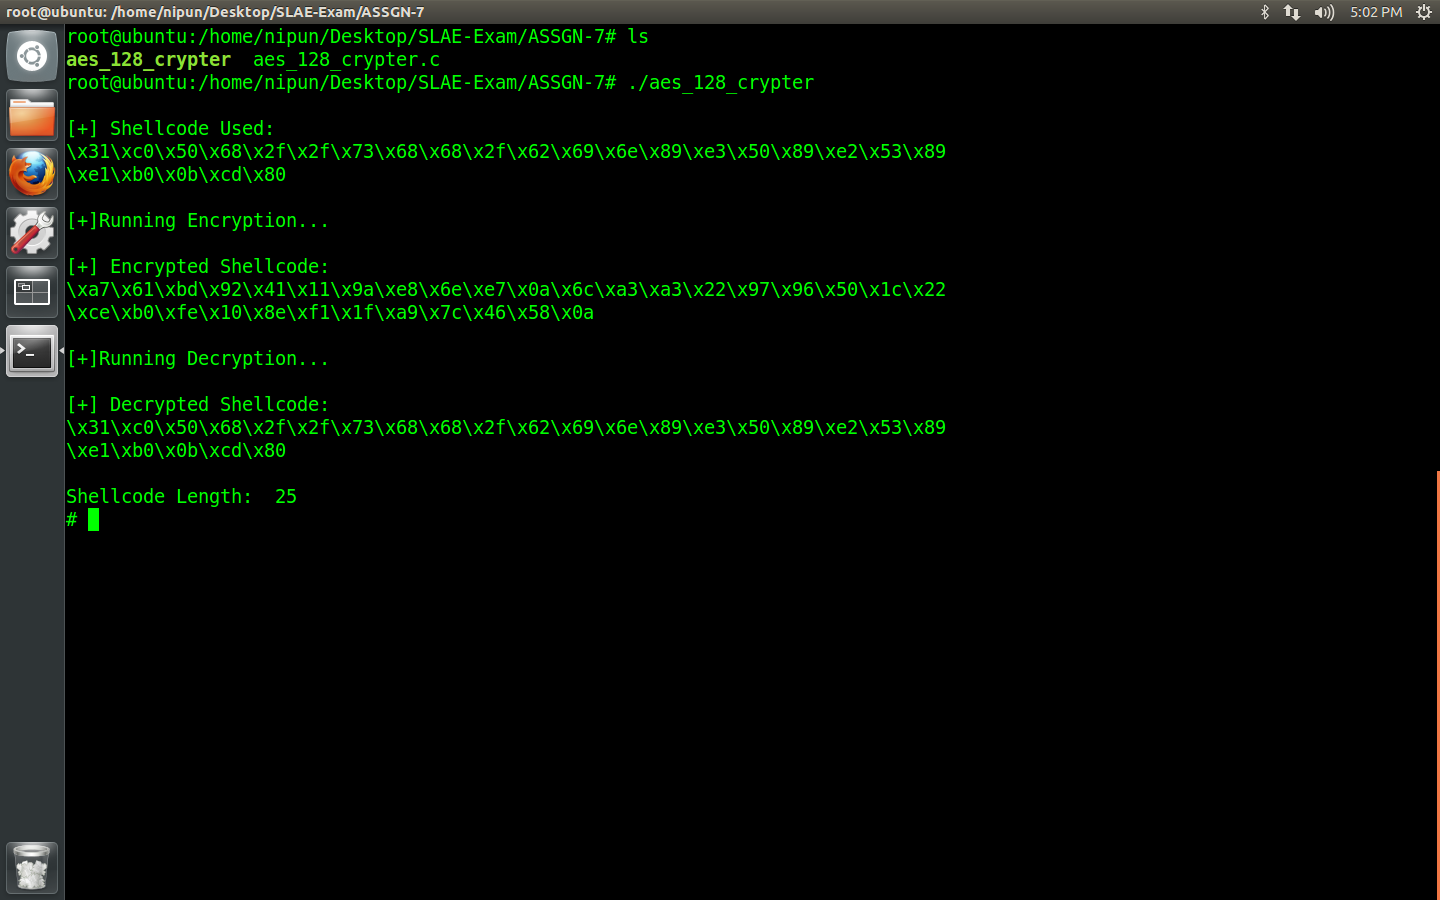 root@ubuntu: /home/nipun/Desktop/SLAE-Exam/ASSGN-7
5:02 PM
root@ubuntu:/home/nipun/Desktop/SLAE-Exam/ASSGN-7# ls
aes_128_crypter  aes_128_crypter.c
root@ubuntu:/home/nipun/Desktop/SLAE-Exam/ASSGN-7# ./aes_128_crypter
[+] Shellcode Used:
\x31\xc0\x50\x68\x2f\x2f\x73\x68\x68\x2f\x62\x69\x6e\x89\xe3\x50\x89\xe2\x53\x89
\xe1\xb0\x0b\xcd\x80
[+]Running Encryption...
[+] Encrypted Shellcode:
\xa7\x61\xbd\x92\x41\x11\x9a\xe8\x6e\xe7\x0a\x6c\xa3\xa3\x22\x97\x96\x50\x1c\x22
\xce\xb0\xfe\x10\x8e\xf1\x1f\xa9\x7c\x46\x58\x0a
[+]Running Decryption...
[+] Decrypted Shellcode:
\x31\xc0\x50\x68\x2f\x2f\x73\x68\x68\x2f\x62\x69\x6e\x89\xe3\x50\x89\xe2\x53\x89
\xe1\xb0\x0b\xcd\x80
Shellcode Length:  25
#